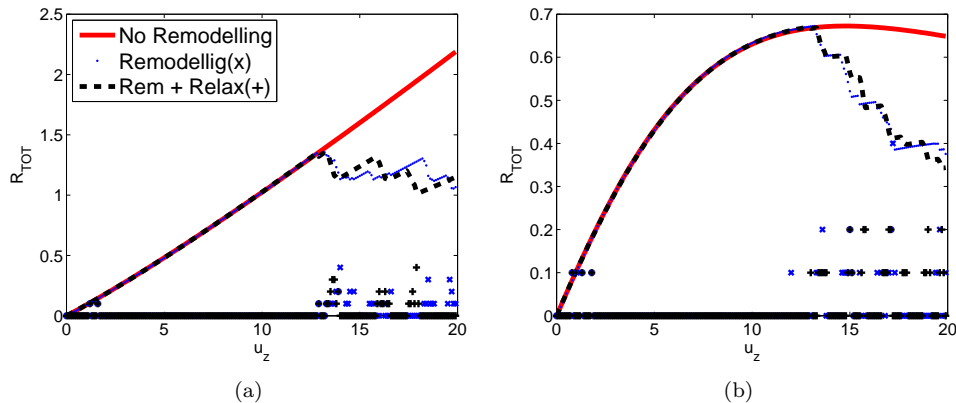 2.5
2
1.5
1
0.5
0
R_TOT
No Remodelling
Remodellig(x)
Rem + Relax(+)
0 5 10 15 20
u_z
(a)
0.7
0.6
0.5
0.4
0.3
0.2
0.1
0
R_TOT
0 5 10 15 20
u_z
(b)